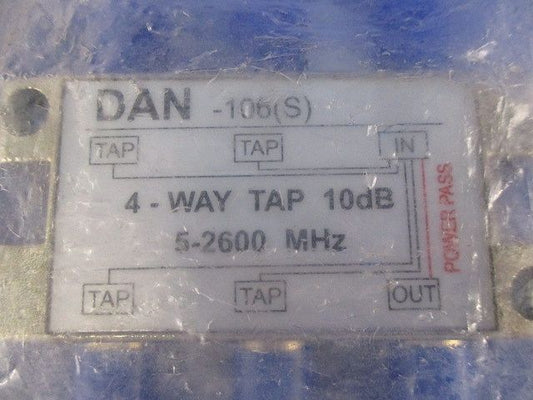 DAN -106(S)
TAP TAP IN
4 - WAY TAP 10dB
5-2600 MHz
POWER PASS
TAP TAP OUT